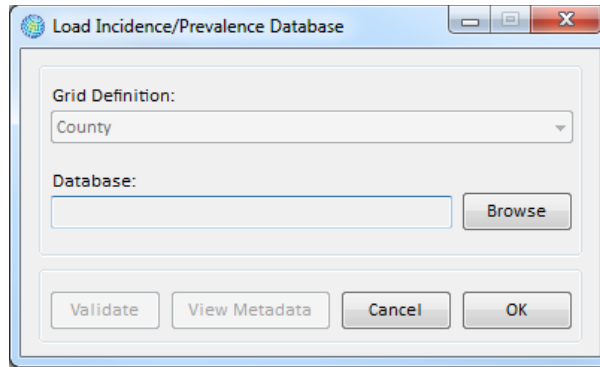 Load Incidence/Prevalence Database
Grid Definition:
County
Database:
Browse
Validate View Metadata Cancel OK